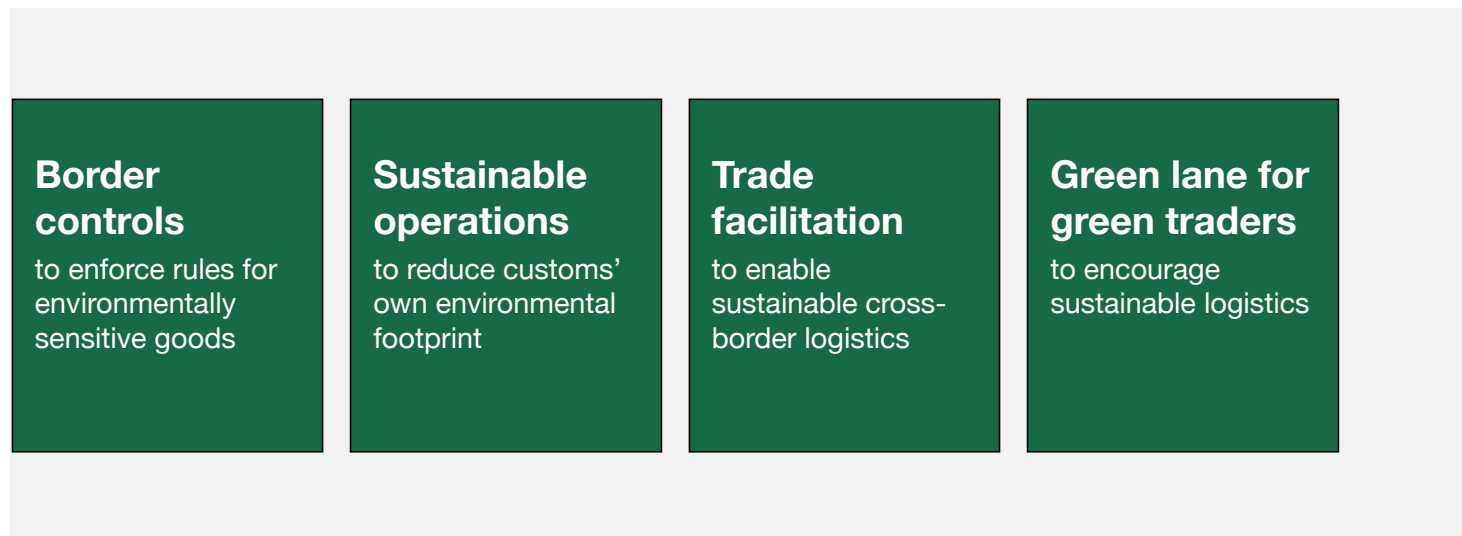 Border
controls
to enforce rules for
environmentally
sensitive goods
Sustainable
operations
to reduce customs’
own environmental
footprint
Trade
facilitation
to enable
sustainable cross-
border logistics
Green lane for
green traders
to encourage
sustainable logistics